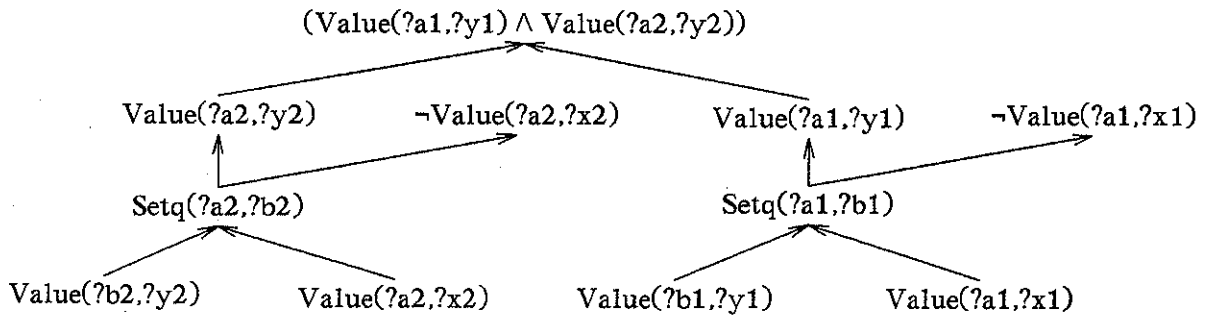 (Value(?a1,?y1) ∧ Value(?a2,?y2))
Value(?a2,?y2) ¬Value(?a2,?x2) Value(?a1,?y1) ¬Value(?a1,?x1)
Setq(?a2,?b2) Setq(?a1,?b1)
Value(?b2,?y2) Value(?a2,?x2) Value(?b1,?y1) Value(?a1,?x1)